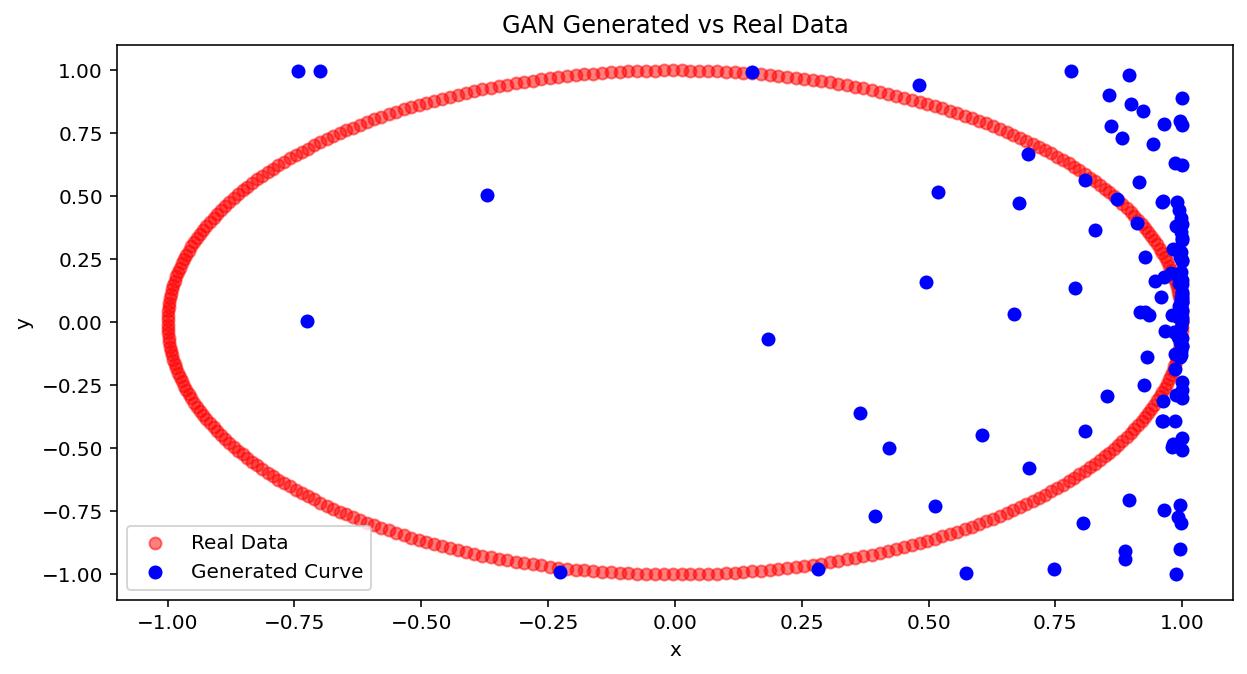 GAN Generated vs Real Data
1.00
0.75
0.50
0.25
0.00
−0.25
−0.50
−0.75
−1.00
y
Real Data
Generated Curve
−1.00 −0.75 −0.50 −0.25 0.00 0.25 0.50 0.75 1.00
x